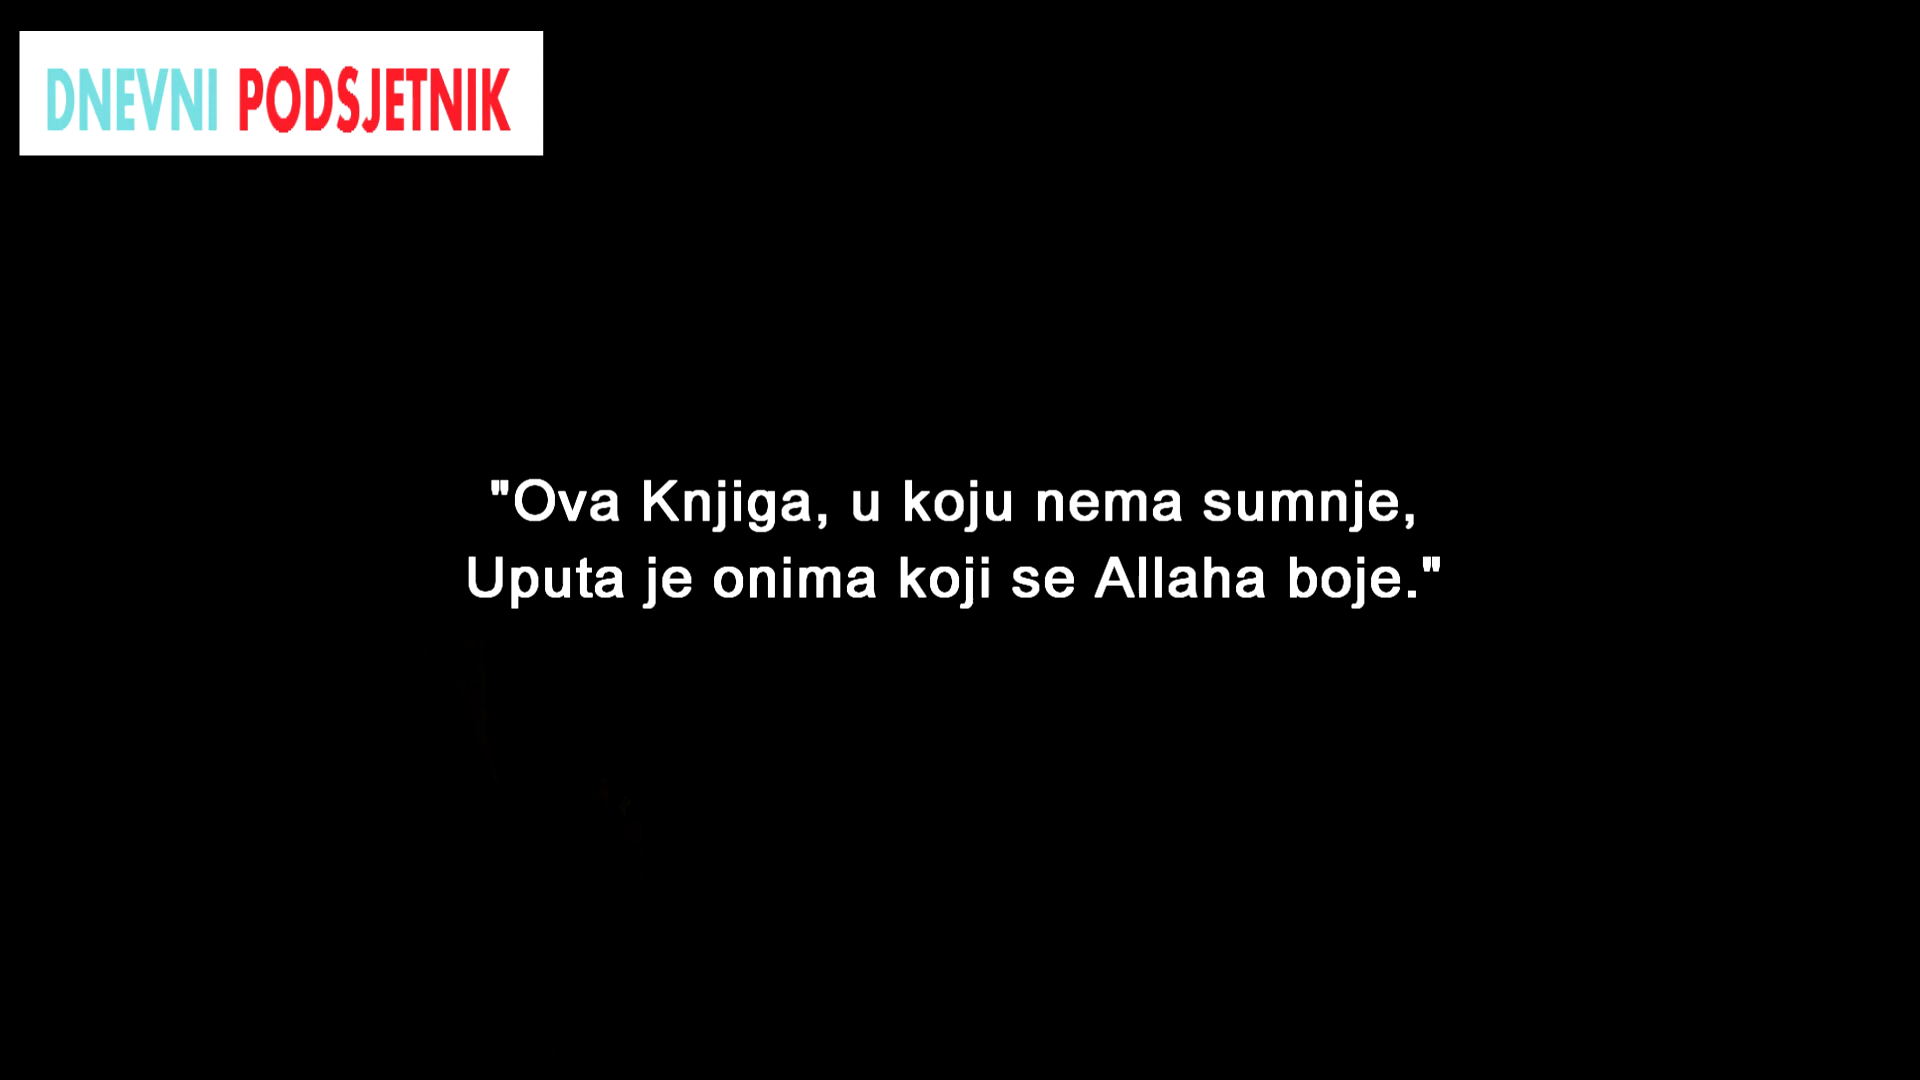 DNEVNI PODSJETNIK
"Ova Knjiga, u koju nema sumnje,
Uputa je onima koji se Allaha boje."